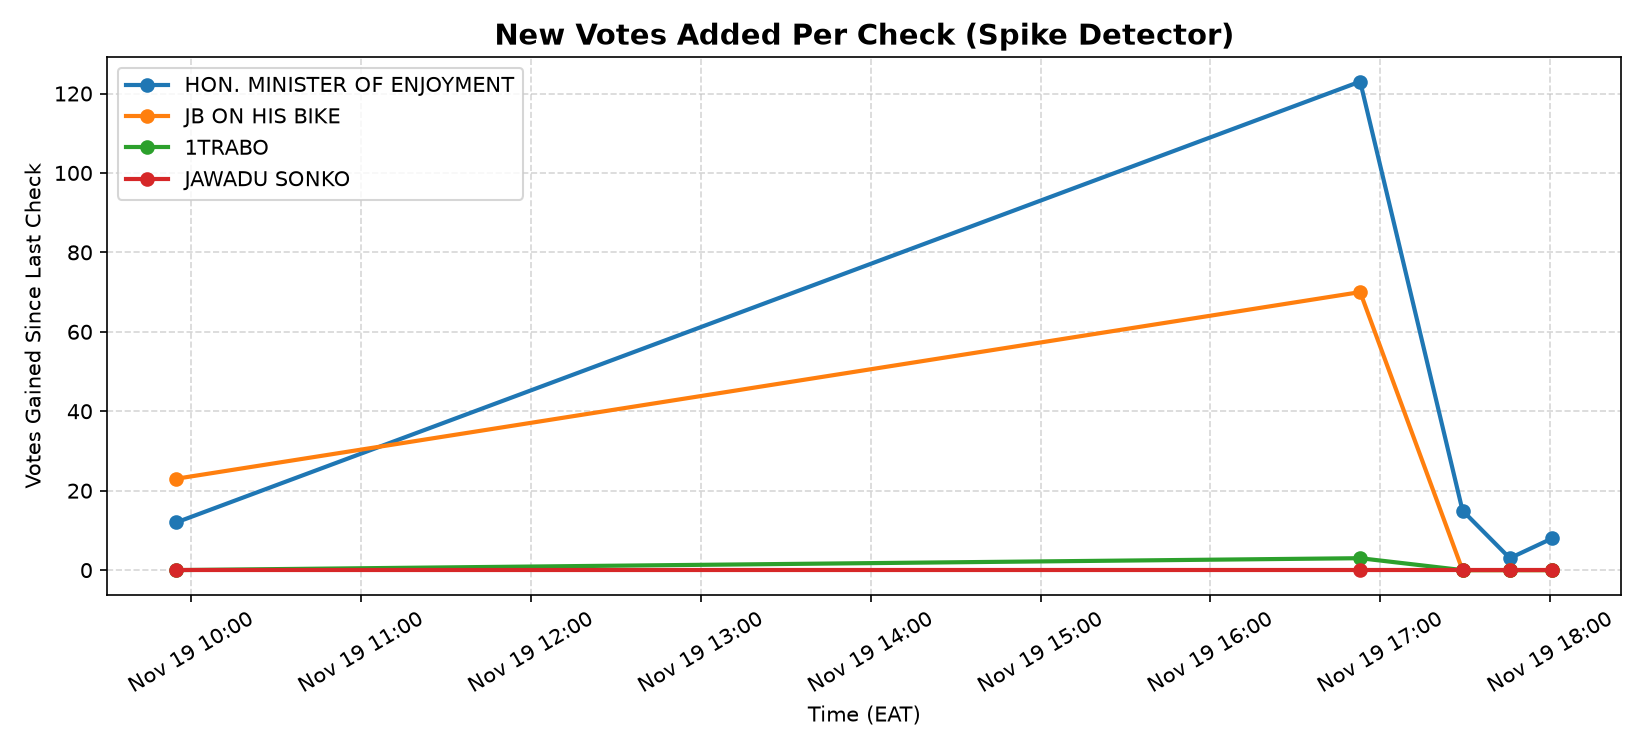 New Votes Added Per Check (Spike Detector)
HON. MINISTER OF ENJOYMENT
JB ON HIS BIKE
1TRABO
JAWADU SONKO
Votes Gained Since Last Check
120
100
80
60
40
20
0
Nov 19 10:00
Nov 19 11:00
Nov 19 12:00
Nov 19 13:00
Nov 19 14:00
Nov 19 15:00
Nov 19 16:00
Nov 19 17:00
Nov 19 18:00
Time (EAT)